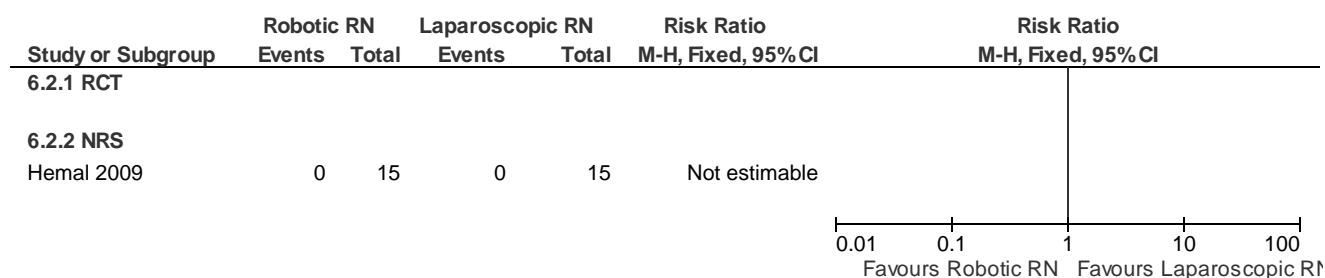 Robotic RN Laparoscopic RN Risk Ratio Risk Ratio
Study or Subgroup Events Total Events Total M-H, Fixed, 95% CI M-H, Fixed, 95% CI
6.2.1 RCT
6.2.2 NRS
Hemal 2009 0 15 0 15 Not estimable
0.01 0.1 1 10 100
Favours Robotic RN Favours Laparoscopic RN